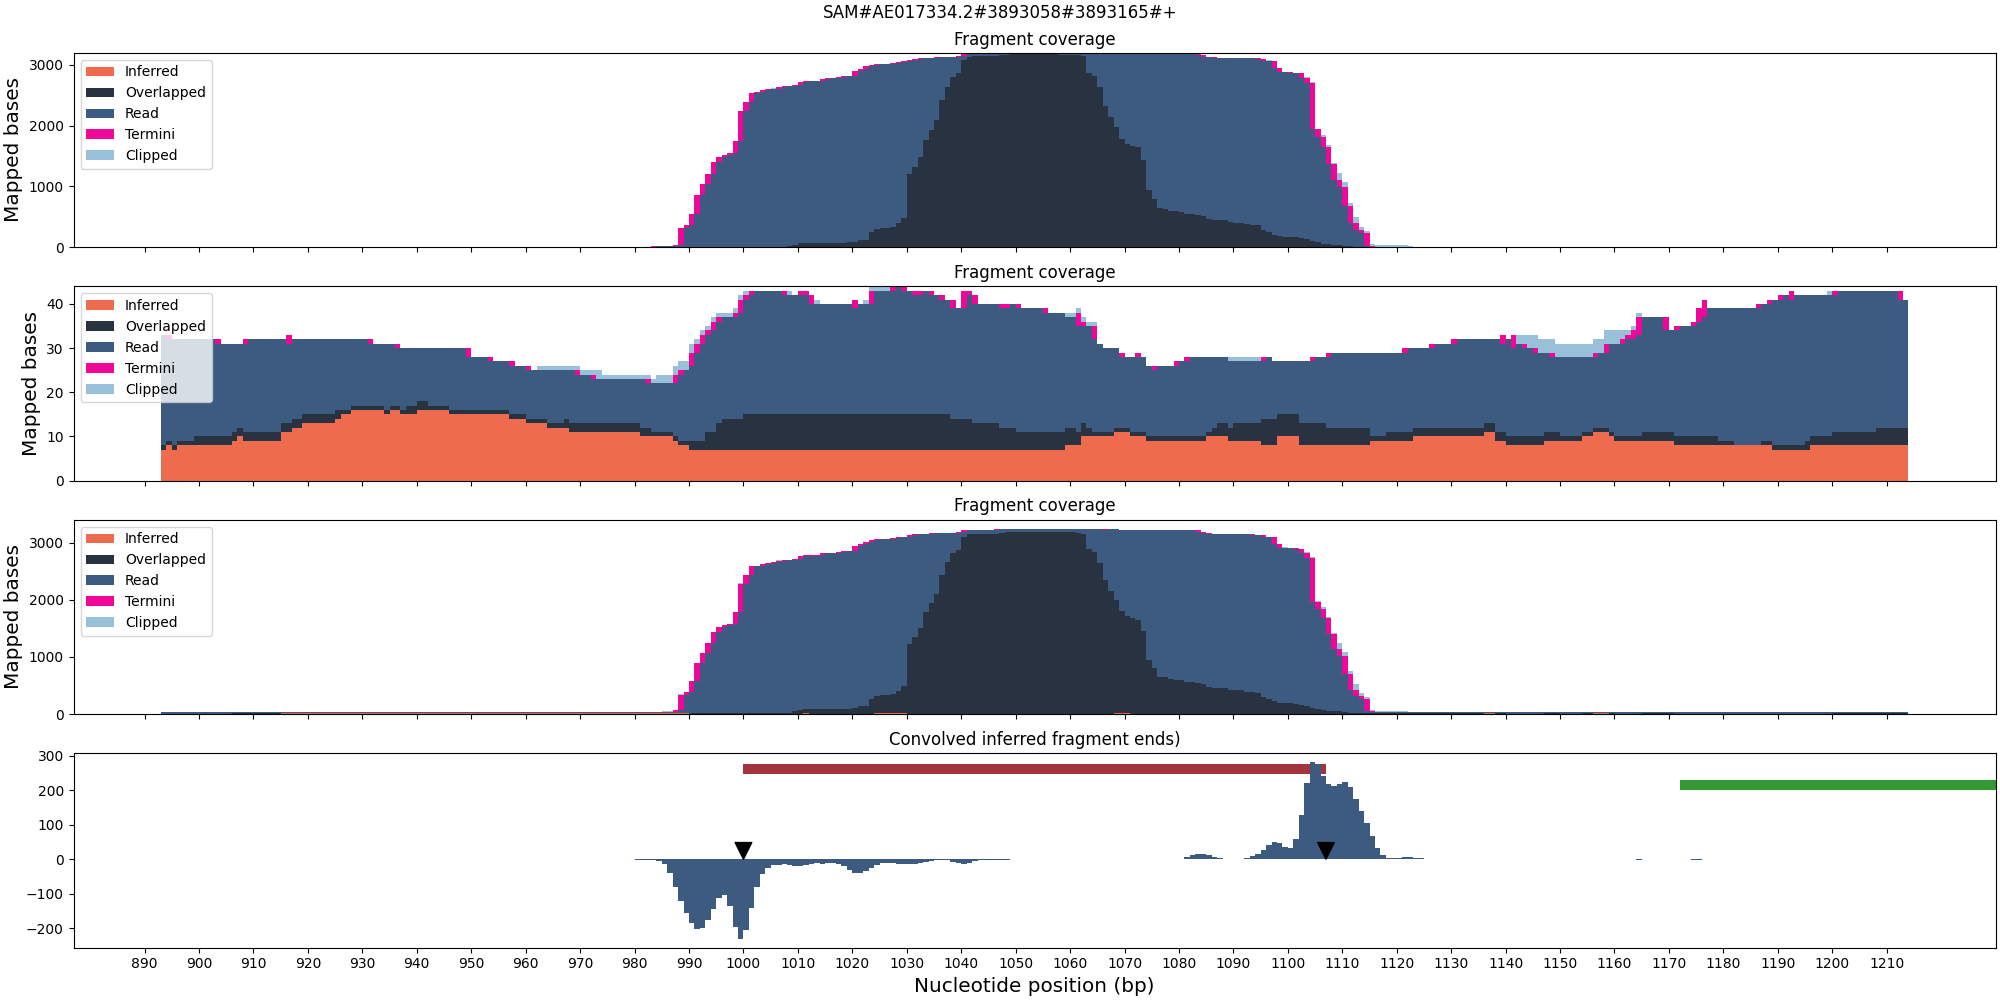 SAM#AE017334.2#3893058#3893165#+
Fragment coverage
Mapped bases
3000
2000
1000
0
Inferred
Overlapped
Read
Termini
Clipped
Fragment coverage
Mapped bases
40
30
20
10
0
Inferred
Overlapped
Read
Termini
Clipped
Fragment coverage
Mapped bases
3000
2000
1000
0
Inferred
Overlapped
Read
Termini
Clipped
Convolved inferred fragment ends)
300
200
100
0
−100
−200
890 900 910 920 930 940 950 960 970 980 990 1000 1010 1020 1030 1040 1050 1060 1070 1080 1090 1100 1110 1120 1130 1140 1150 1160 1170 1180 1190 1200 1210
Nucleotide position (bp)